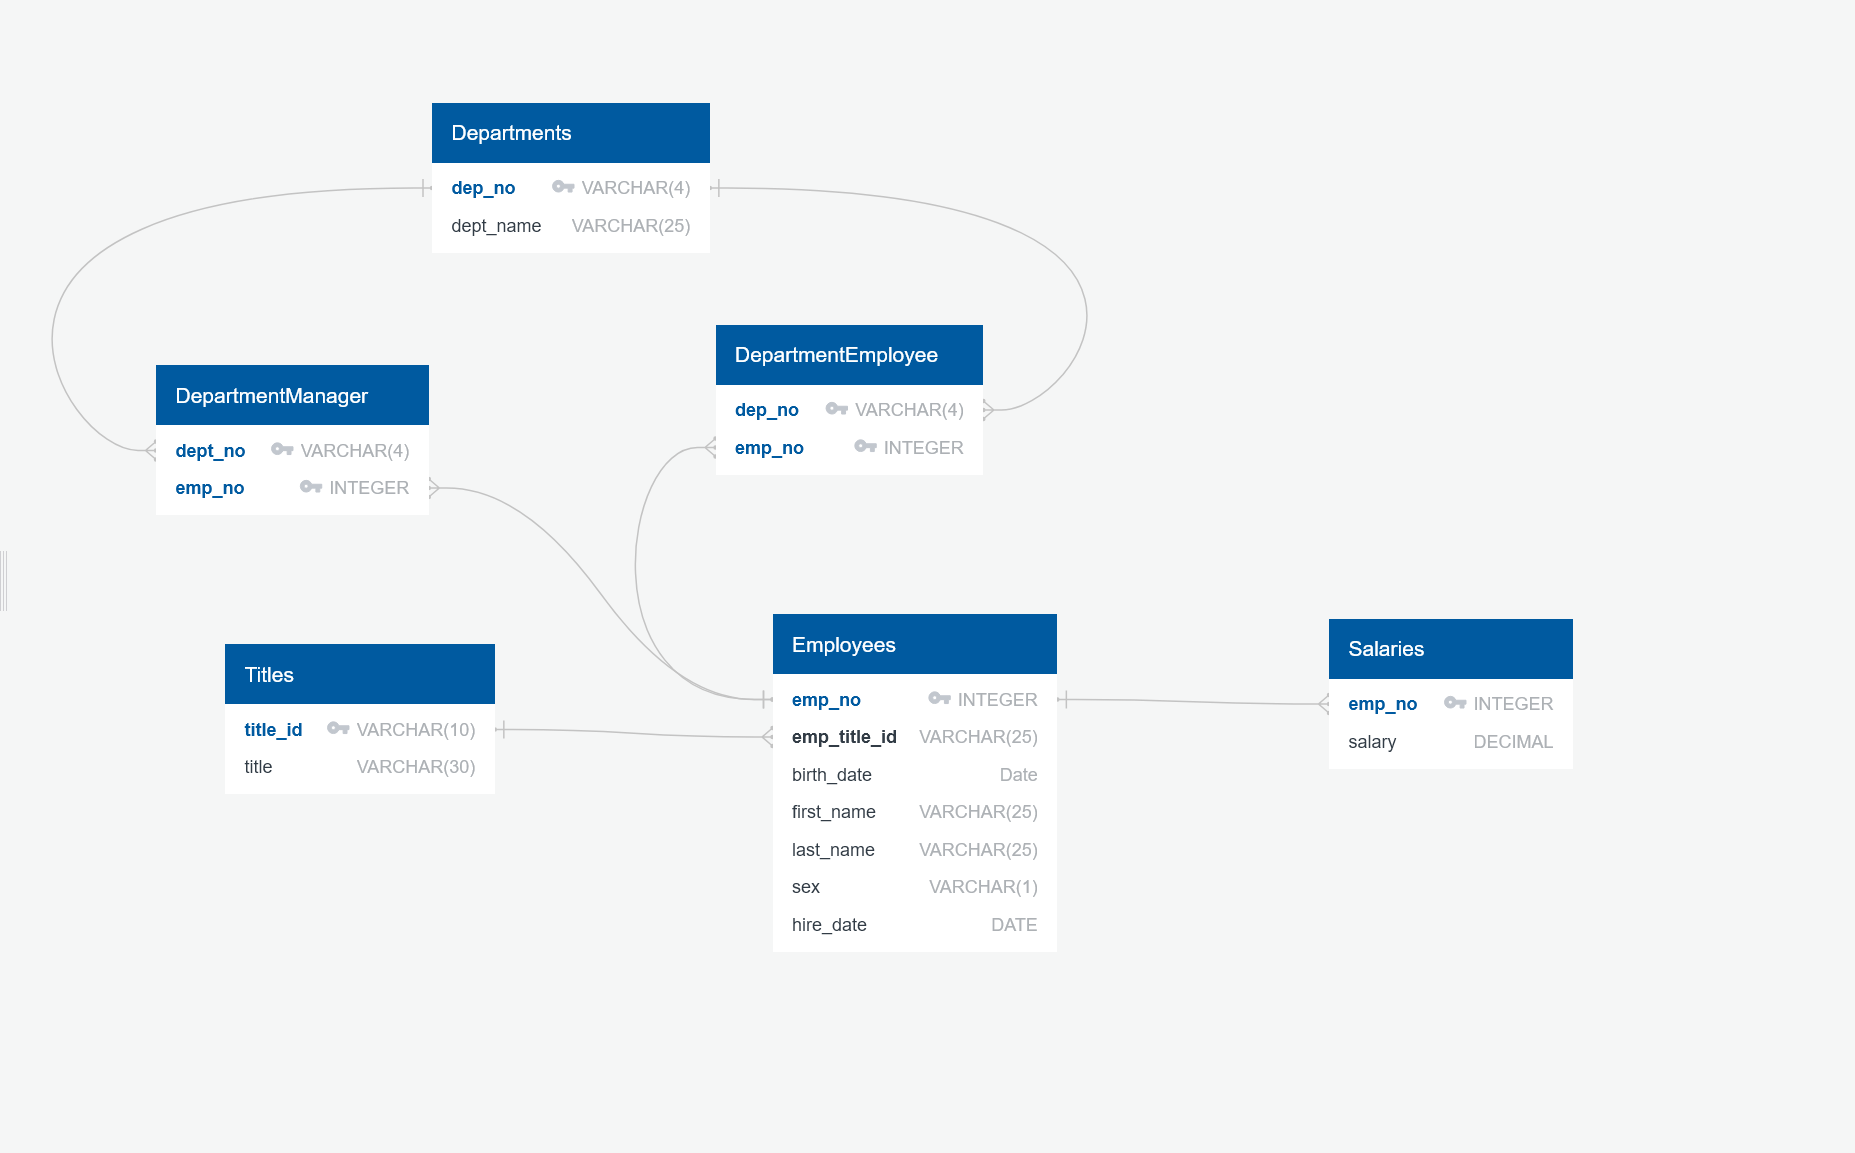 Departments
dep_no VARCHAR(4)
dept_name VARCHAR(25)
DepartmentEmployee
dep_no VARCHAR(4)
emp_no INTEGER
DepartmentManager
dept_no VARCHAR(4)
emp_no INTEGER
Titles
title_id VARCHAR(10)
title VARCHAR(30)
Employees
emp_no INTEGER
emp_title_id VARCHAR(25)
birth_date Date
first_name VARCHAR(25)
last_name VARCHAR(25)
sex VARCHAR(1)
hire_date DATE
Salaries
emp_no INTEGER
salary DECIMAL